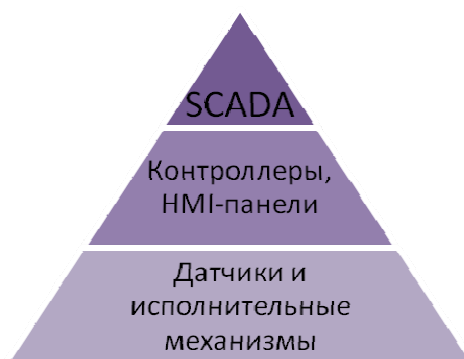 SCADA
Контроллеры,
HMI-панели
Датчики и
исполнительные
механизмы